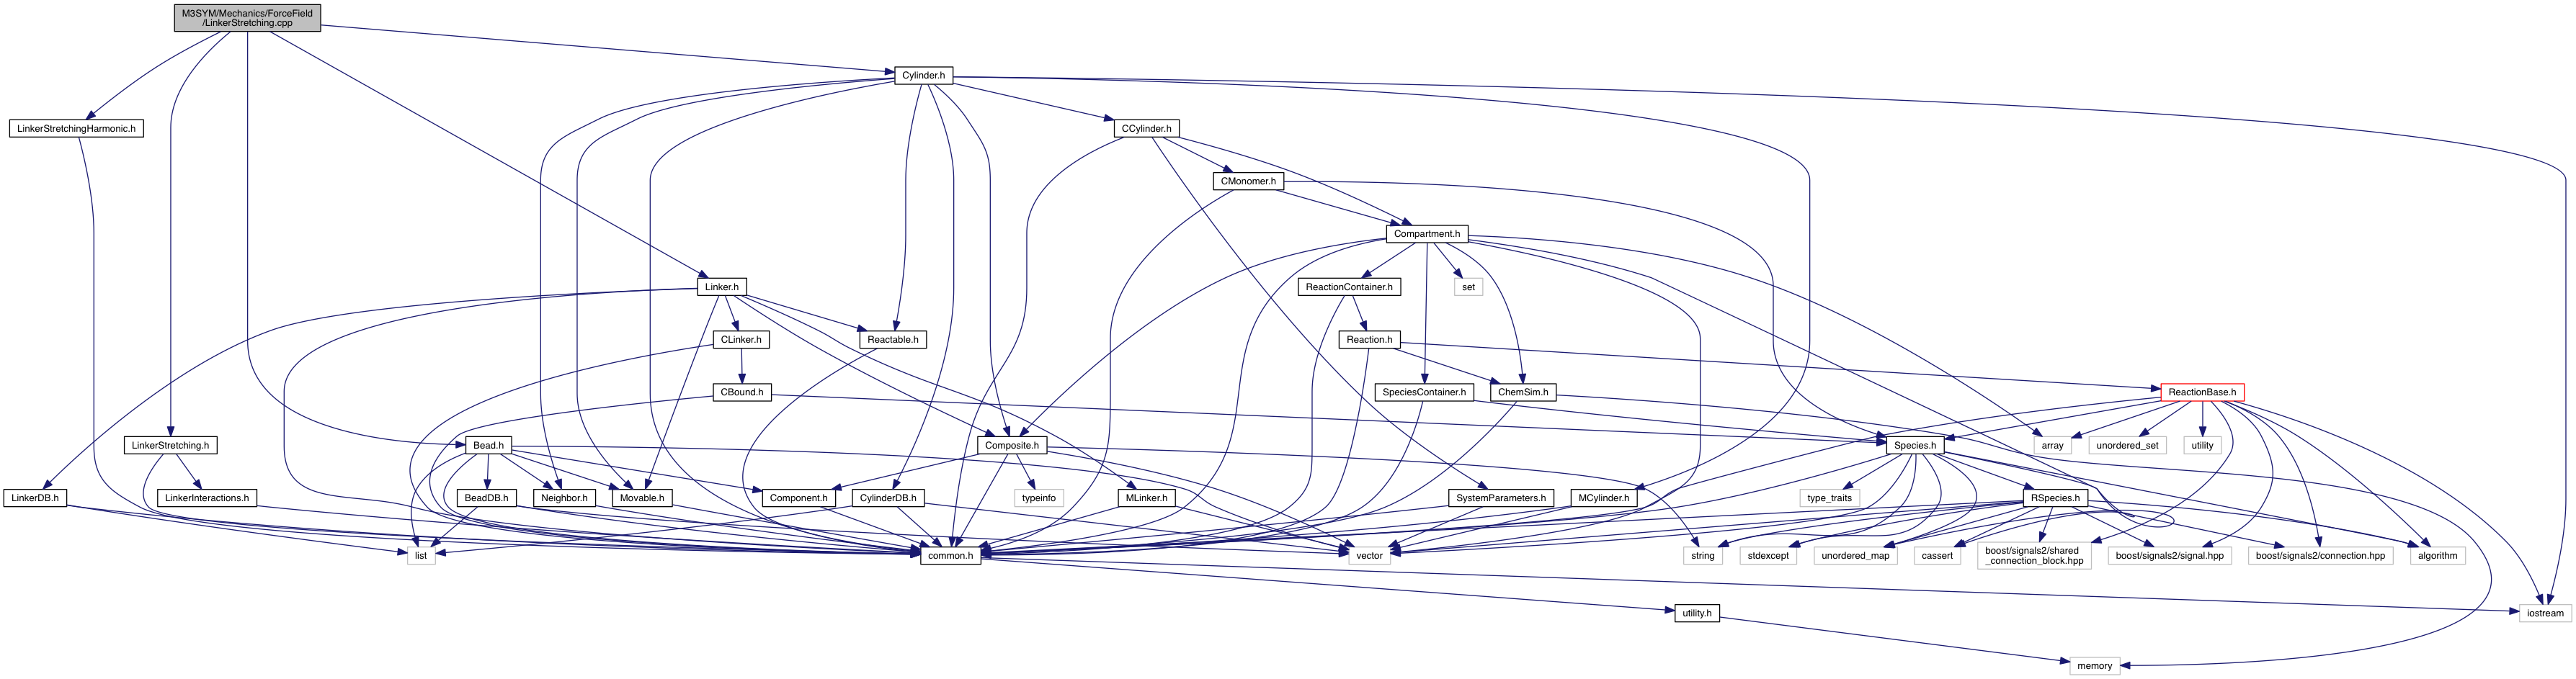 M3SYM/Mechanics/ForceField
/LinkerStretching.cpp
Cylinder.h
LinkerStretchingHarmonic.h
CCylinder.h
CMonomer.h
Compartment.h
Linker.h
ReactionContainer.h
set
CLinker.h
Reactable.h
Reaction.h
CBound.h
SpeciesContainer.h
ChemSim.h
ReactionBase.h
LinkerStretching.h
Bead.h
Composite.h
Species.h
array
unordered_set
utility
LinkerDB.h
LinkerInteractions.h
BeadDB.h
Neighbor.h
Movable.h
Component.h
CylinderDB.h
typeinfo
MLinker.h
SystemParameters.h
MCylinder.h
type_traits
RSpecies.h
list
common.h
vector
string
stdexcept
unordered_map
cassert
boost/signals2/shared
_connection_block.hpp
boost/signals2/signal.hpp
boost/signals2/connection.hpp
algorithm
utility.h
iostream
memory